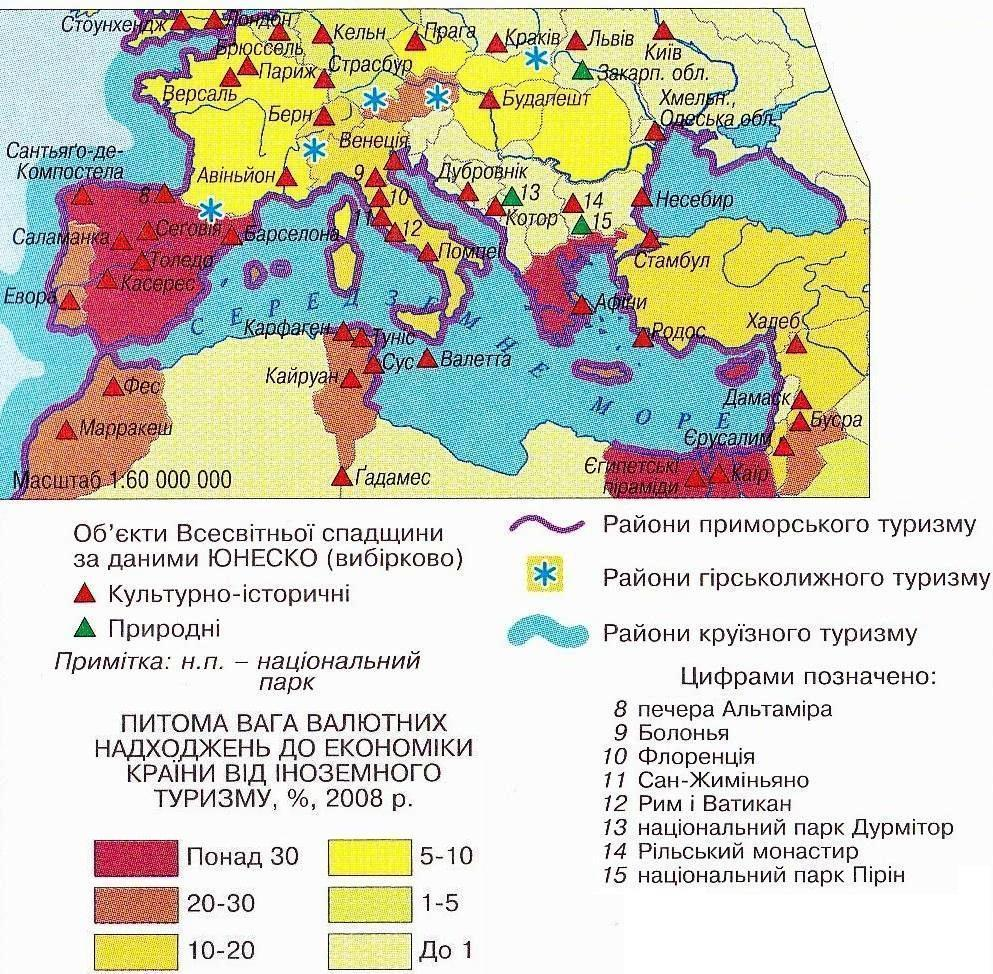 Стоунхендж
Лондон
Брюссель
Кельн
Прага
Краків
Львів
Київ
Версаль
Париж
Страсбур
Закарп. обл.
Берн
Будапешт
Хмельн.,
Одеська обл.
Венеція
Сантьяґо-де-
Компостела
8
Авіньйон
9
10
11
12
Дубровнік
13
Котор
14
15
Несебир
Саламанка
Сеговія
Барселона
Толедо
Касерес
Помпеї
Стамбул
Евора
СЕРЕДЗЕМНЕ МОРЕ
Карфаген
Туніс
Афіни
Родос
Халеб
Кайруан
Сус
Валетта
Фес
Дамаск
Марракеш
Бусра
Єрусалим
Масштаб 1:60 000 000
Ґадамес
Єгипетські
піраміди
Каїр
Об’єкти Всесвітньої спадщини
за даними ЮНЕСКО (вибірково)
Культурно-історичні
Природні
Примітка: н.п. – національний
парк
ПИТОМА ВАГА ВАЛЮТНИХ
НАДХОДЖЕНЬ ДО ЕКОНОМІКИ
КРАЇНИ ВІД ІНОЗЕМНОГО
ТУРИЗМУ, %, 2008 р.
Понад 30
5-10
20-30
1-5
10-20
До 1
Райони приморського туризму
Райони гірськолижного туризму
Райони круїзного туризму
Цифрами позначено:
8 печера Альтаміра
9 Болонья
10 Флоренція
11 Сан-Жиміньяно
12 Рим і Ватикан
13 національний парк Дурмітор
14 Рільський монастир
15 національний парк Пірін